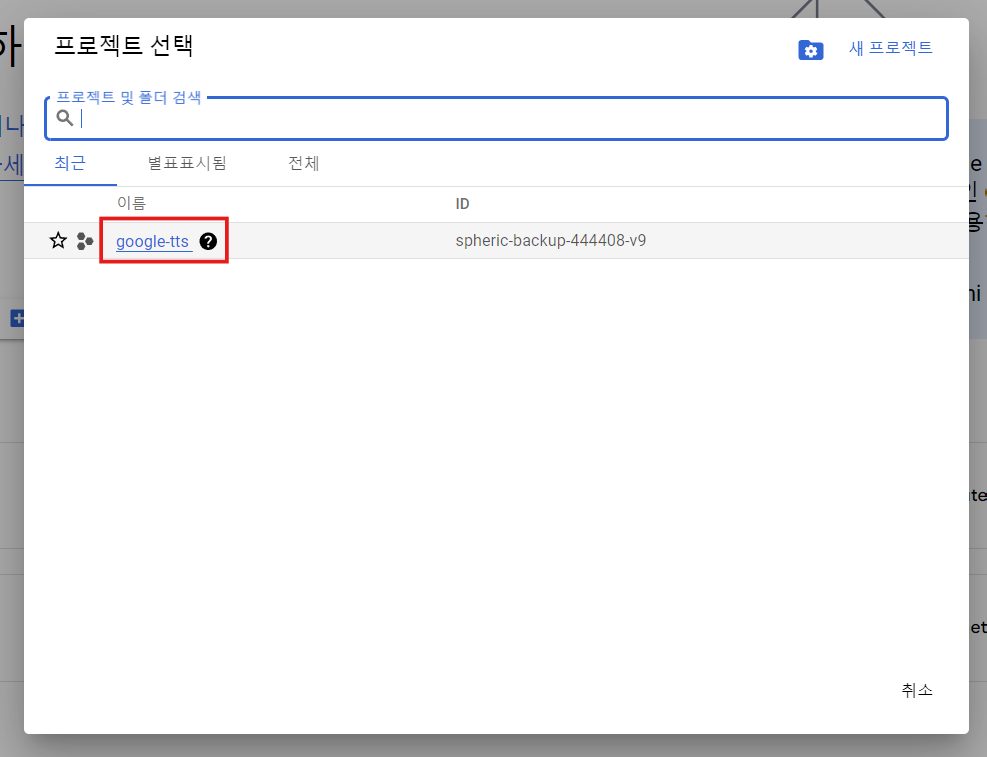 하
프로젝트 선택
새 프로젝트
프로젝트 및 폴더 검색
최근 별표표시됨 전체
이름 ID
google-tts spheric-backup-444408-v9
취소